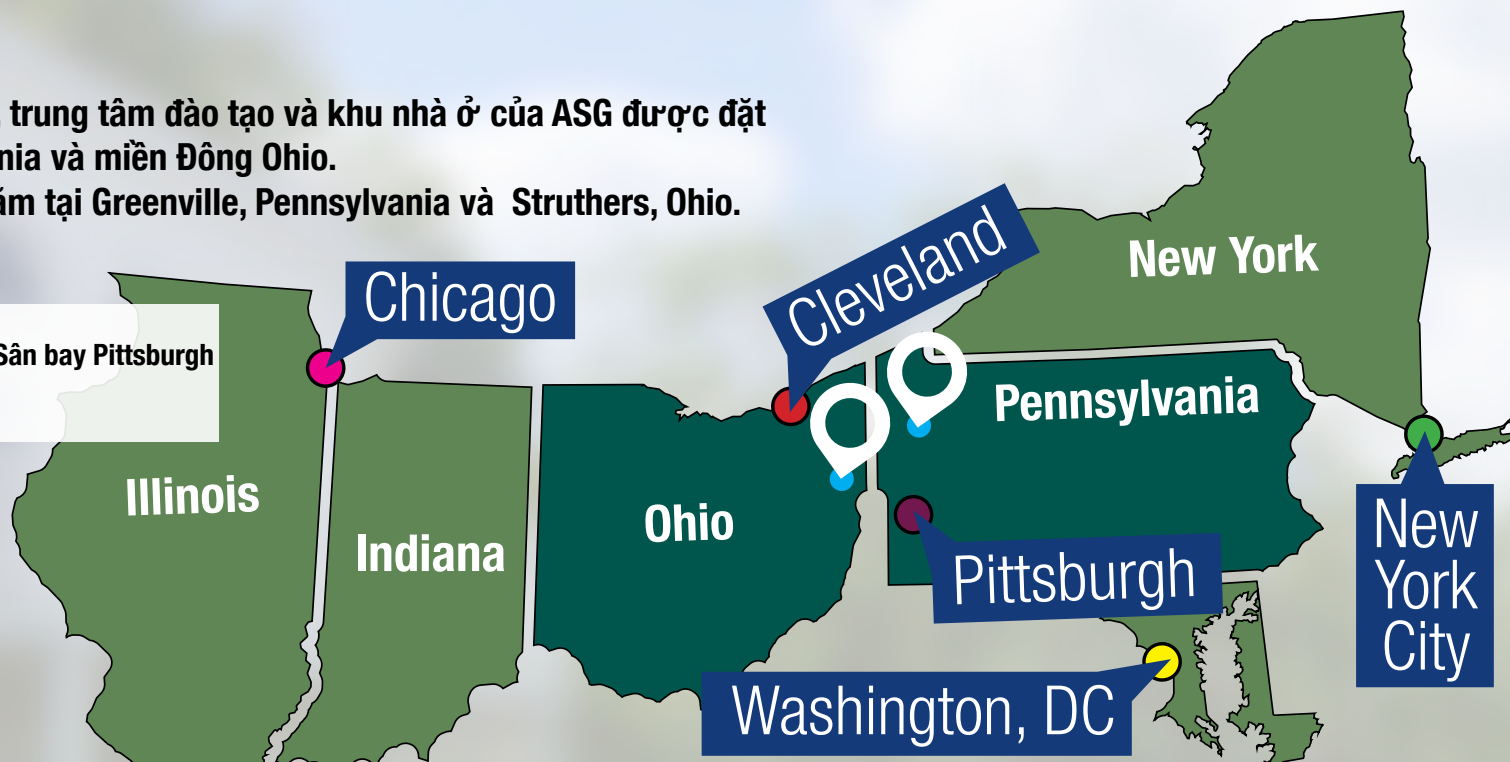 trung tâm đào tạo và khu nhà ở của ASG được đặt
và miền Đông Ohio.
tại Greenville, Pennsylvania và Struthers, Ohio.
Chicago
Cleveland
New York
Sân bay Pittsburgh
Pennsylvania
Illinois
Ohio
Indiana
New
York
City
Pittsburgh
Washington, DC